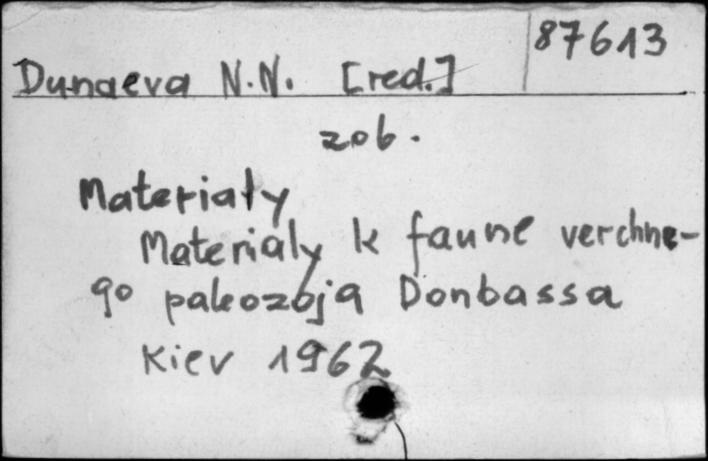 87613
Dunaeva N.N. [red.]
zob.
Materiały
Materialy k faune verchne-
go paleozoja Donbassa
Kiev 1962